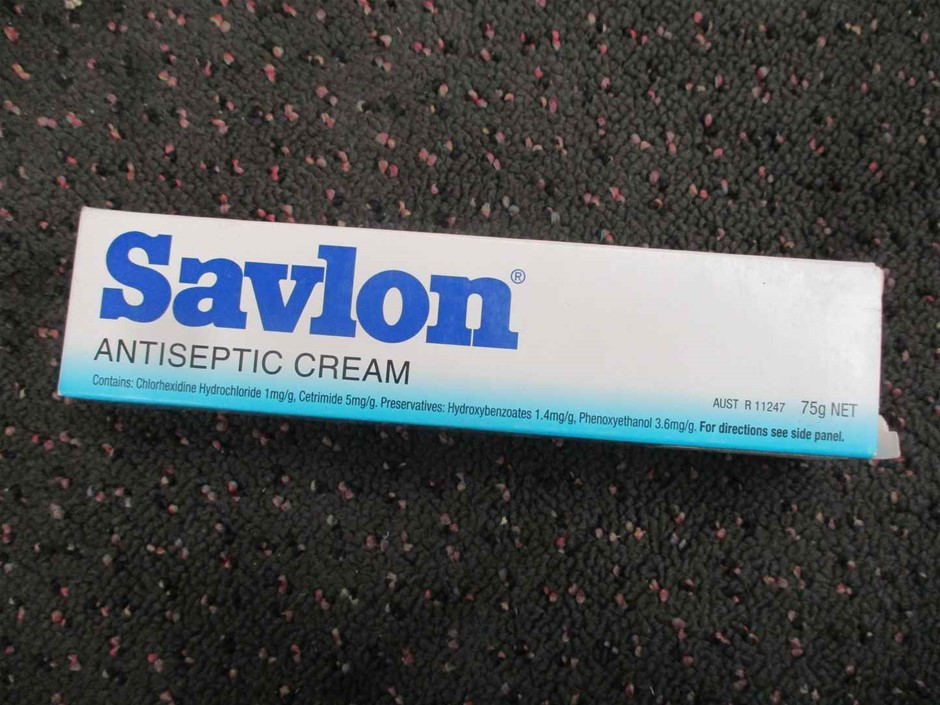 Savlon®
ANTISEPTIC CREAM
Contains: Chlorhexidine Hydrochloride 1mg/g, Cetrimide 5mg/g. Preservatives: Hydroxybenzoates 1.4mg/g, Phenoxyethanol 3.6mg/g. For directions see side panel.
AUST R 11247 75g NET